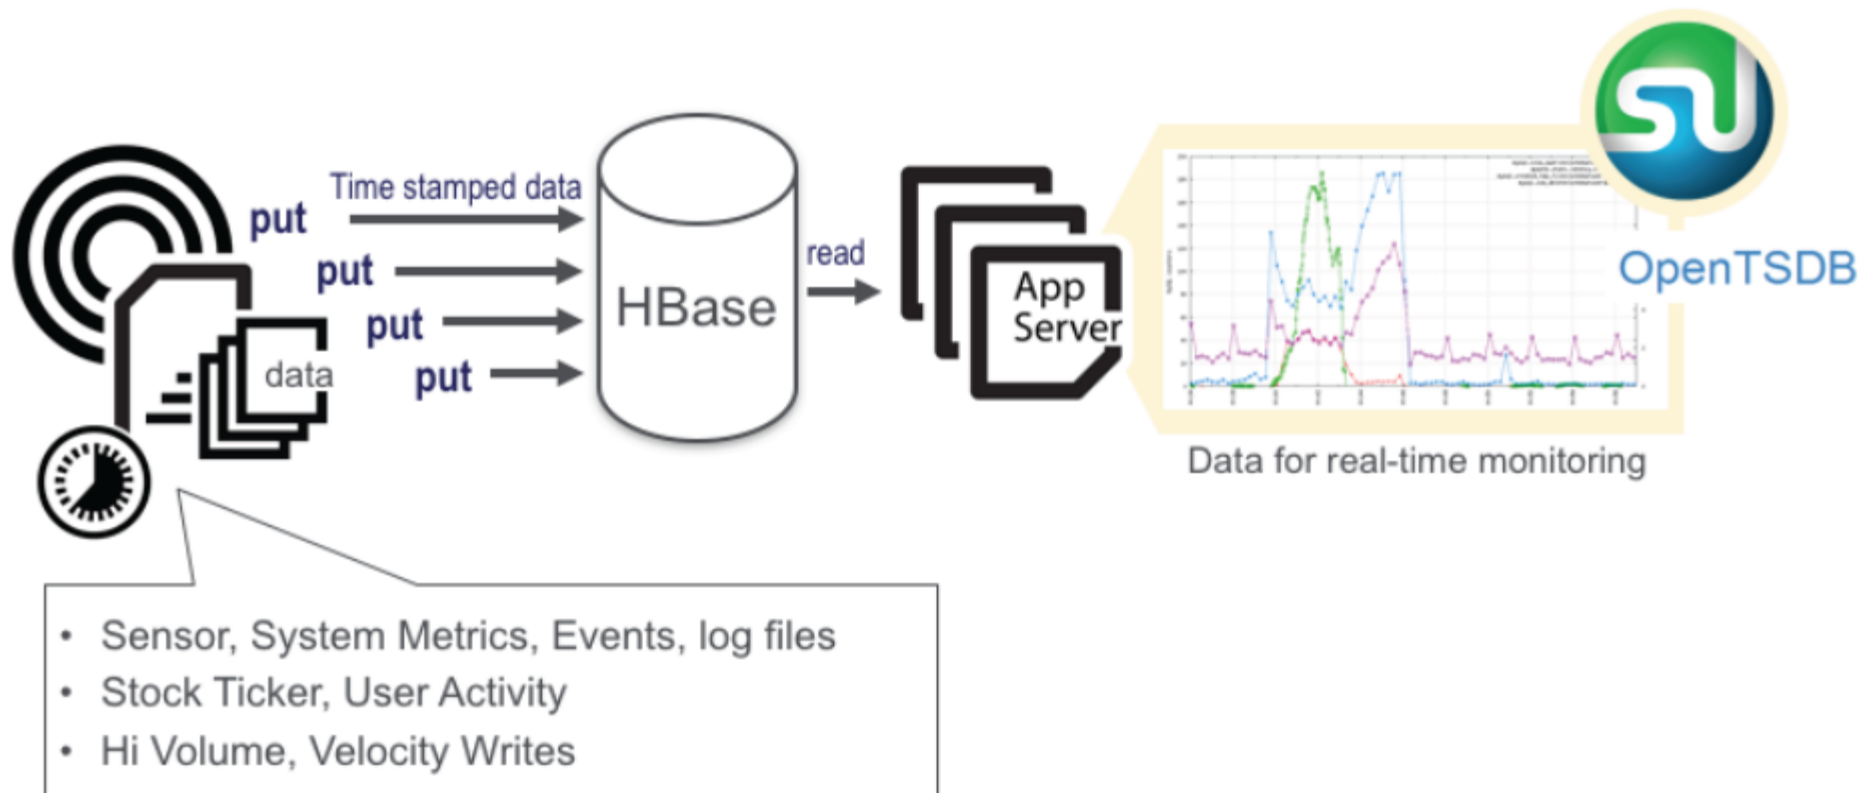 Time stamped data
put
put
put
put
data
HBase
read
App
Server
SU
OpenTSDB
Data for real-time monitoring
• Sensor, System Metrics, Events, log files
• Stock Ticker, User Activity
• Hi Volume, Velocity Writes